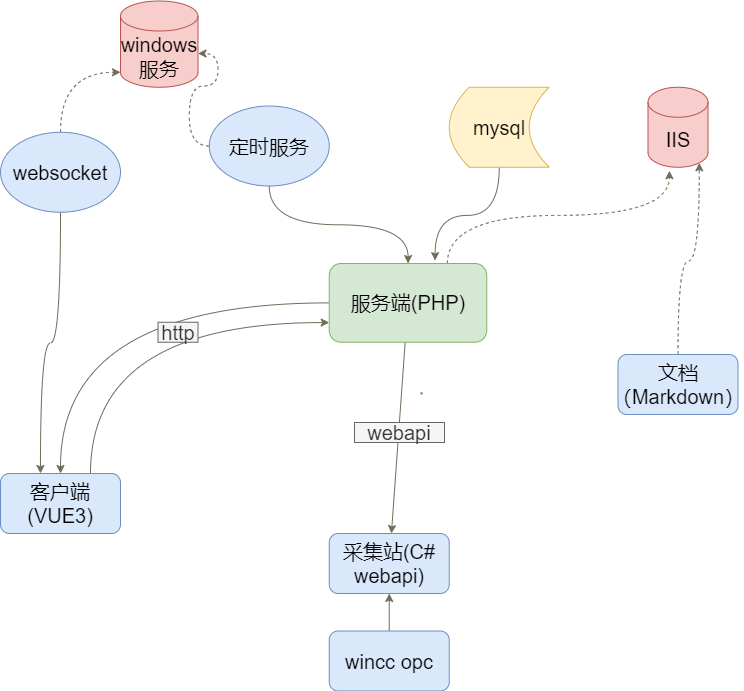 windows
服务
定时服务
mysql
IIS
websocket
服务端(PHP)
http
文档
(Markdown)
webapi
客户端
(VUE3)
采集站(C#
webapi)
wincc opc